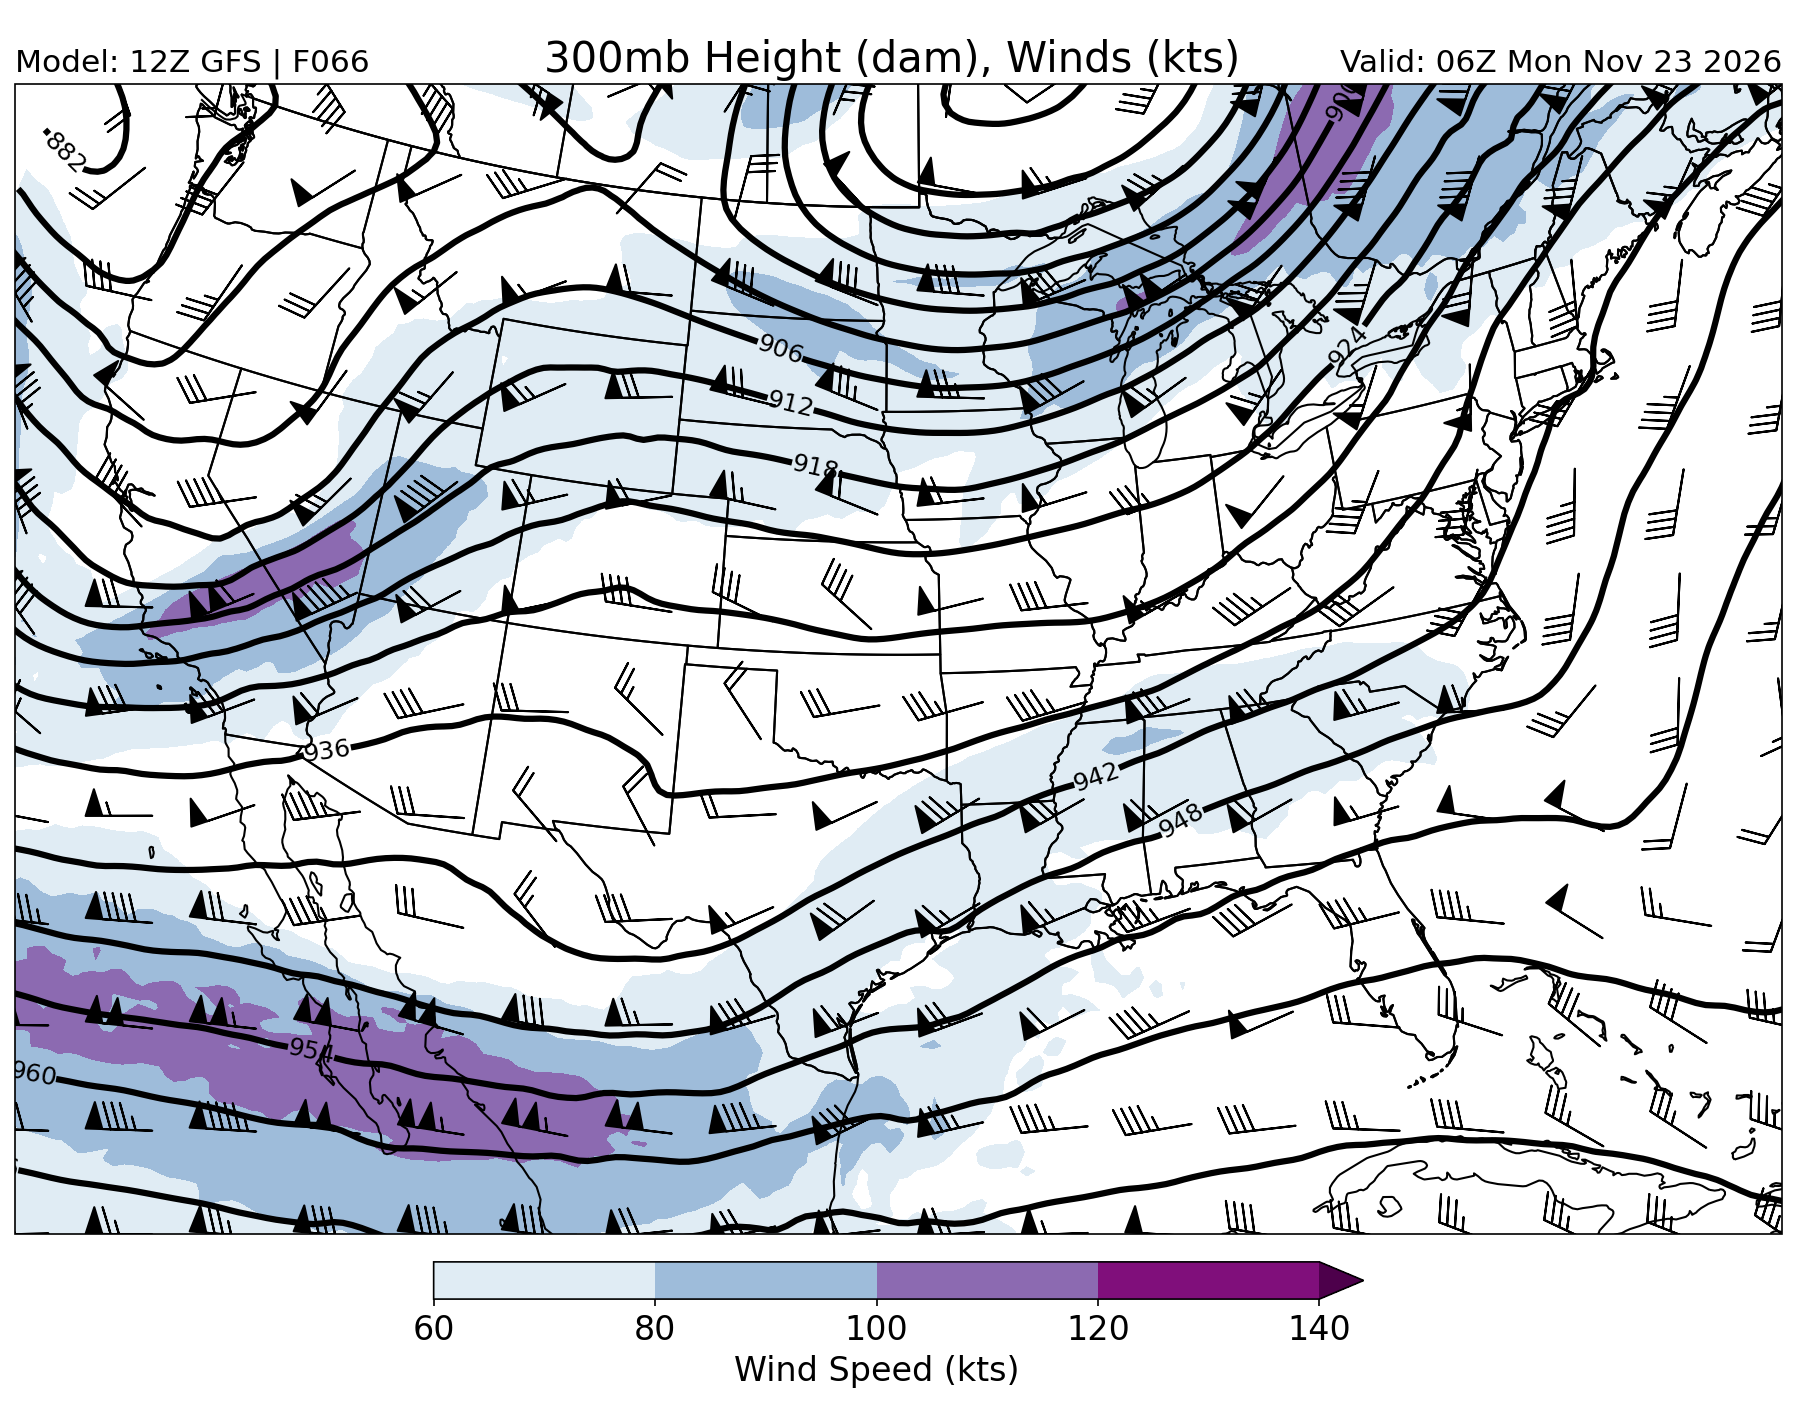 Model: 12Z GFS | F066
300mb Height (dam), Winds (kts)
Valid: 06Z Mon Nov 23 2026
882
900
924
906
912
918
936
942
948
954
960
60 80 100 120 140
Wind Speed (kts)